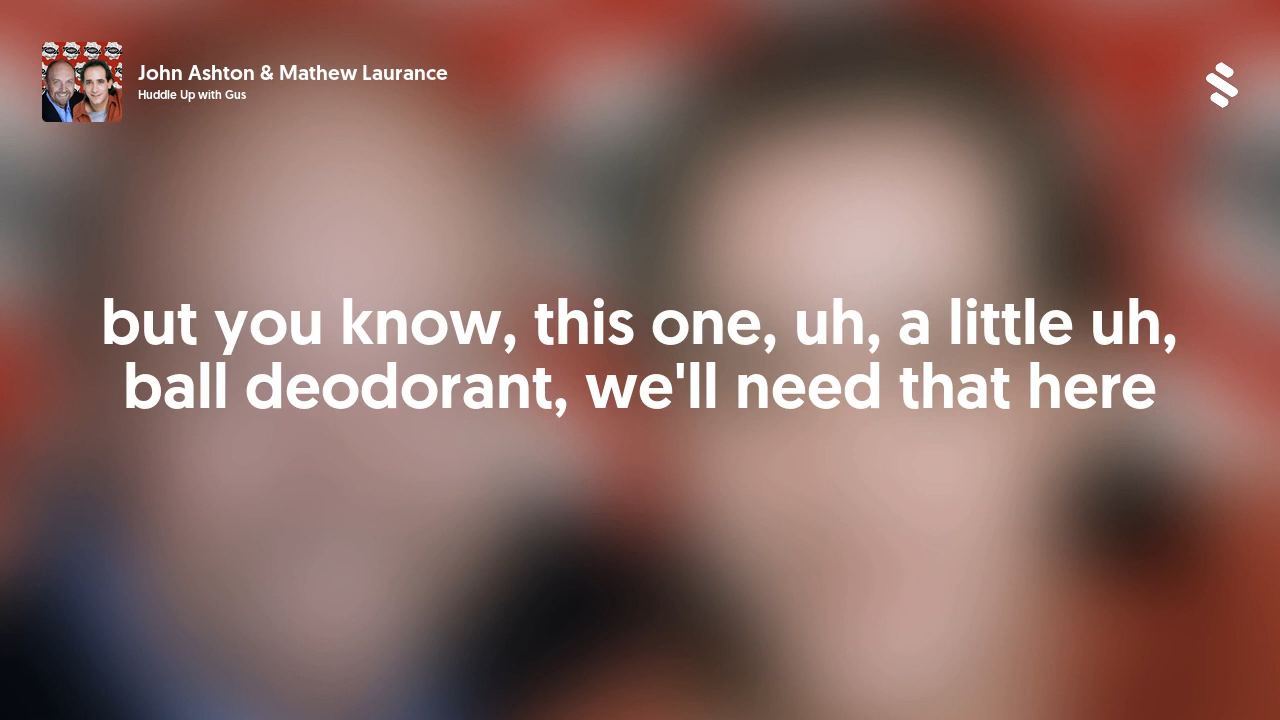 John Ashton & Mathew Laurance
Huddle Up with Gus
but you know, this one, uh, a little uh,
ball deodorant, we'll need that here